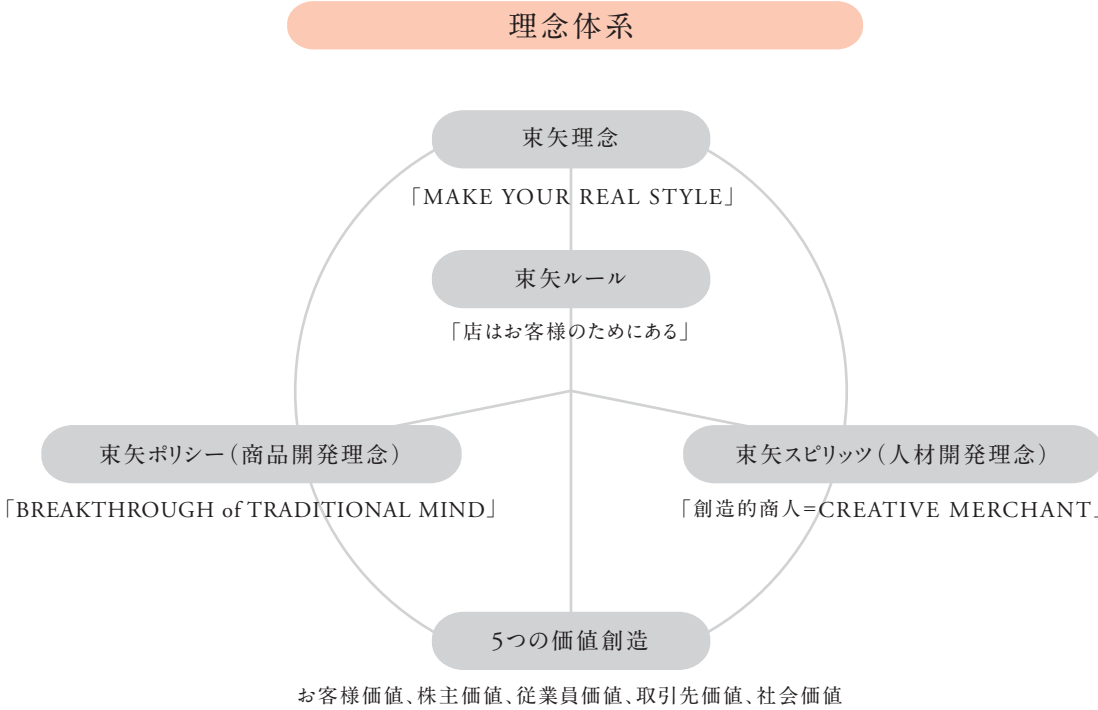 理念体系
束矢理念
「MAKE YOUR REAL STYLE」
束矢ルール
「店はお客様のためにある」
束矢ポリシー（商品開発理念）
束矢スピリッツ（人材開発理念）
「BREAKTHROUGH of TRADITIONAL MIND」
「創造的商人=CREATIVE MERCHANT」
5つの価値創造
お客様価値、株主価値、従業員価値、取引先価値、社会価値